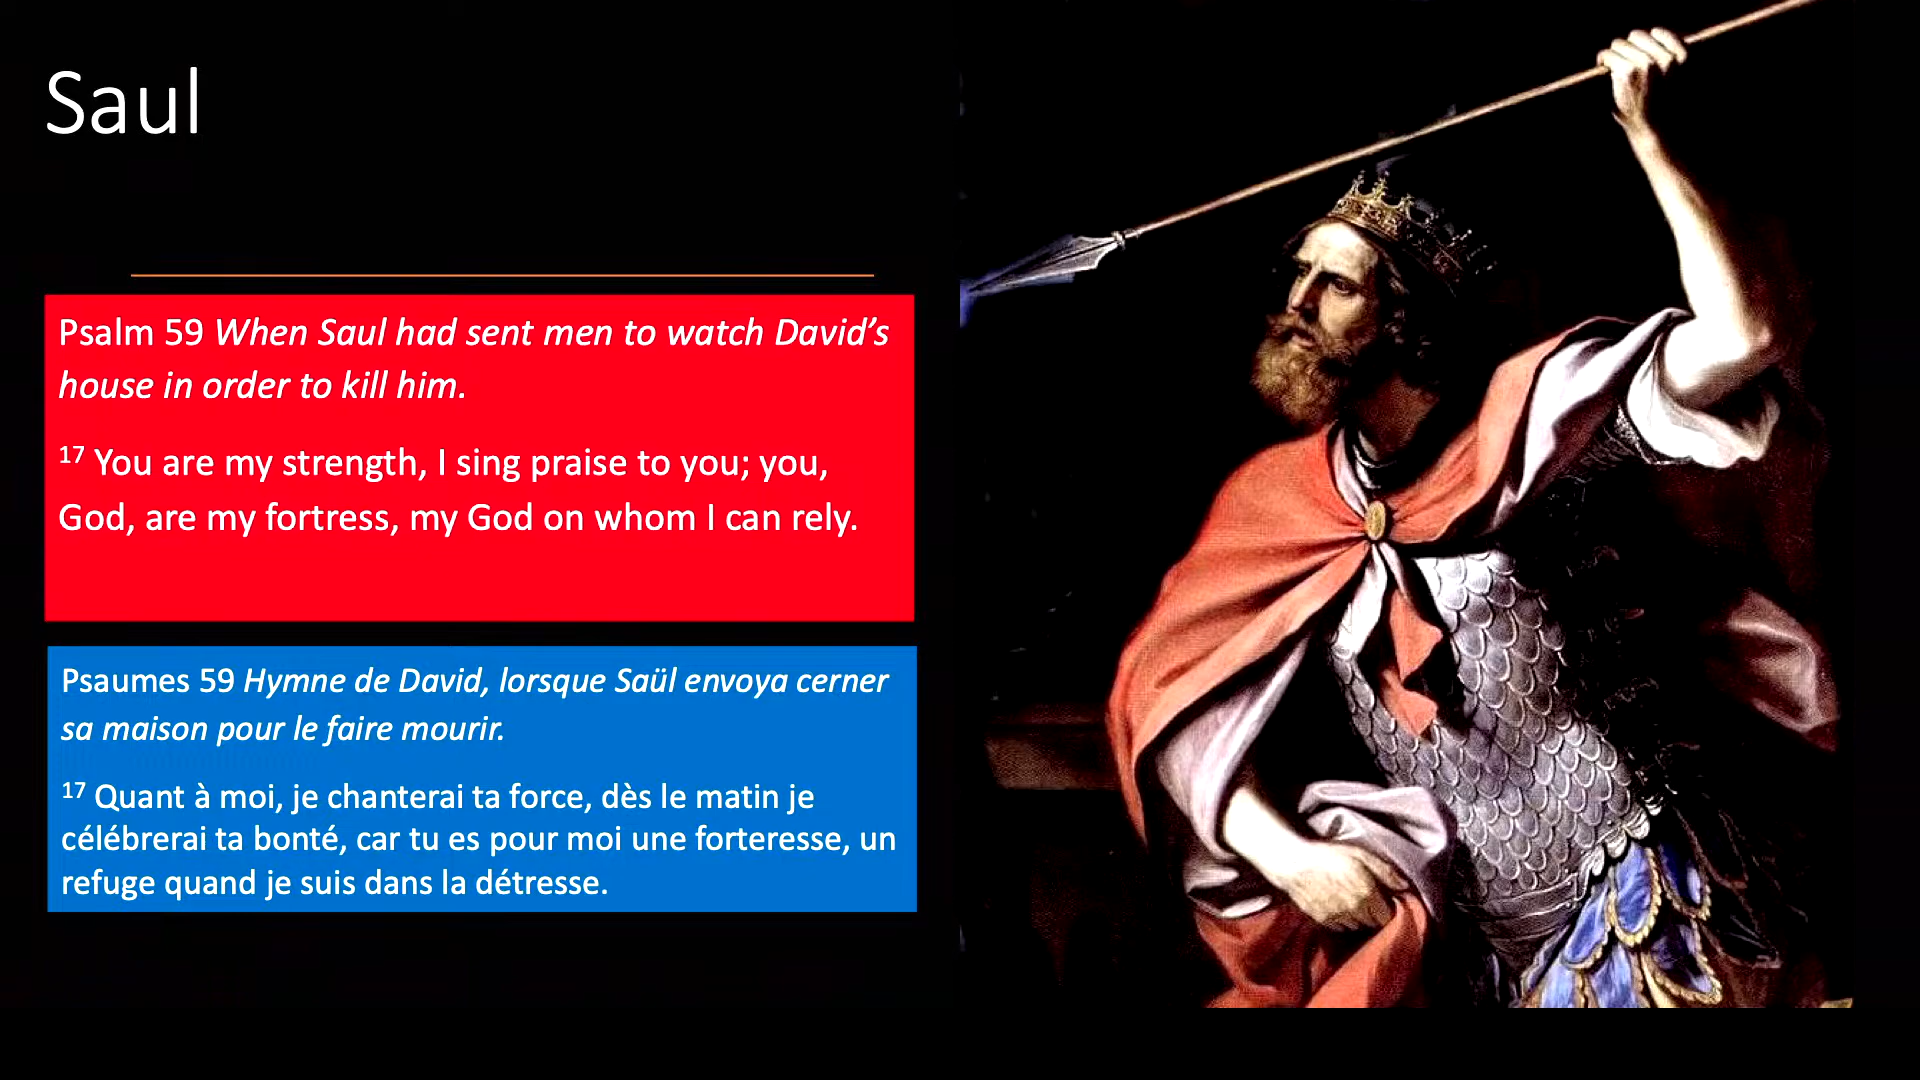 Saul
Psalm 59 When Saul had sent men to watch David’s
house in order to kill him.
17 You are my strength, I sing praise to you; you,
God, are my fortress, my God on whom I can rely.
Psaumes 59 Hymne de David, lorsque Saül envoya cerner
sa maison pour le faire mourir.
17 Quant à moi, je chanterai ta force, dès le matin je
célébrerai ta bonté, car tu es pour moi une forteresse, un
refuge quand je suis dans la détresse.